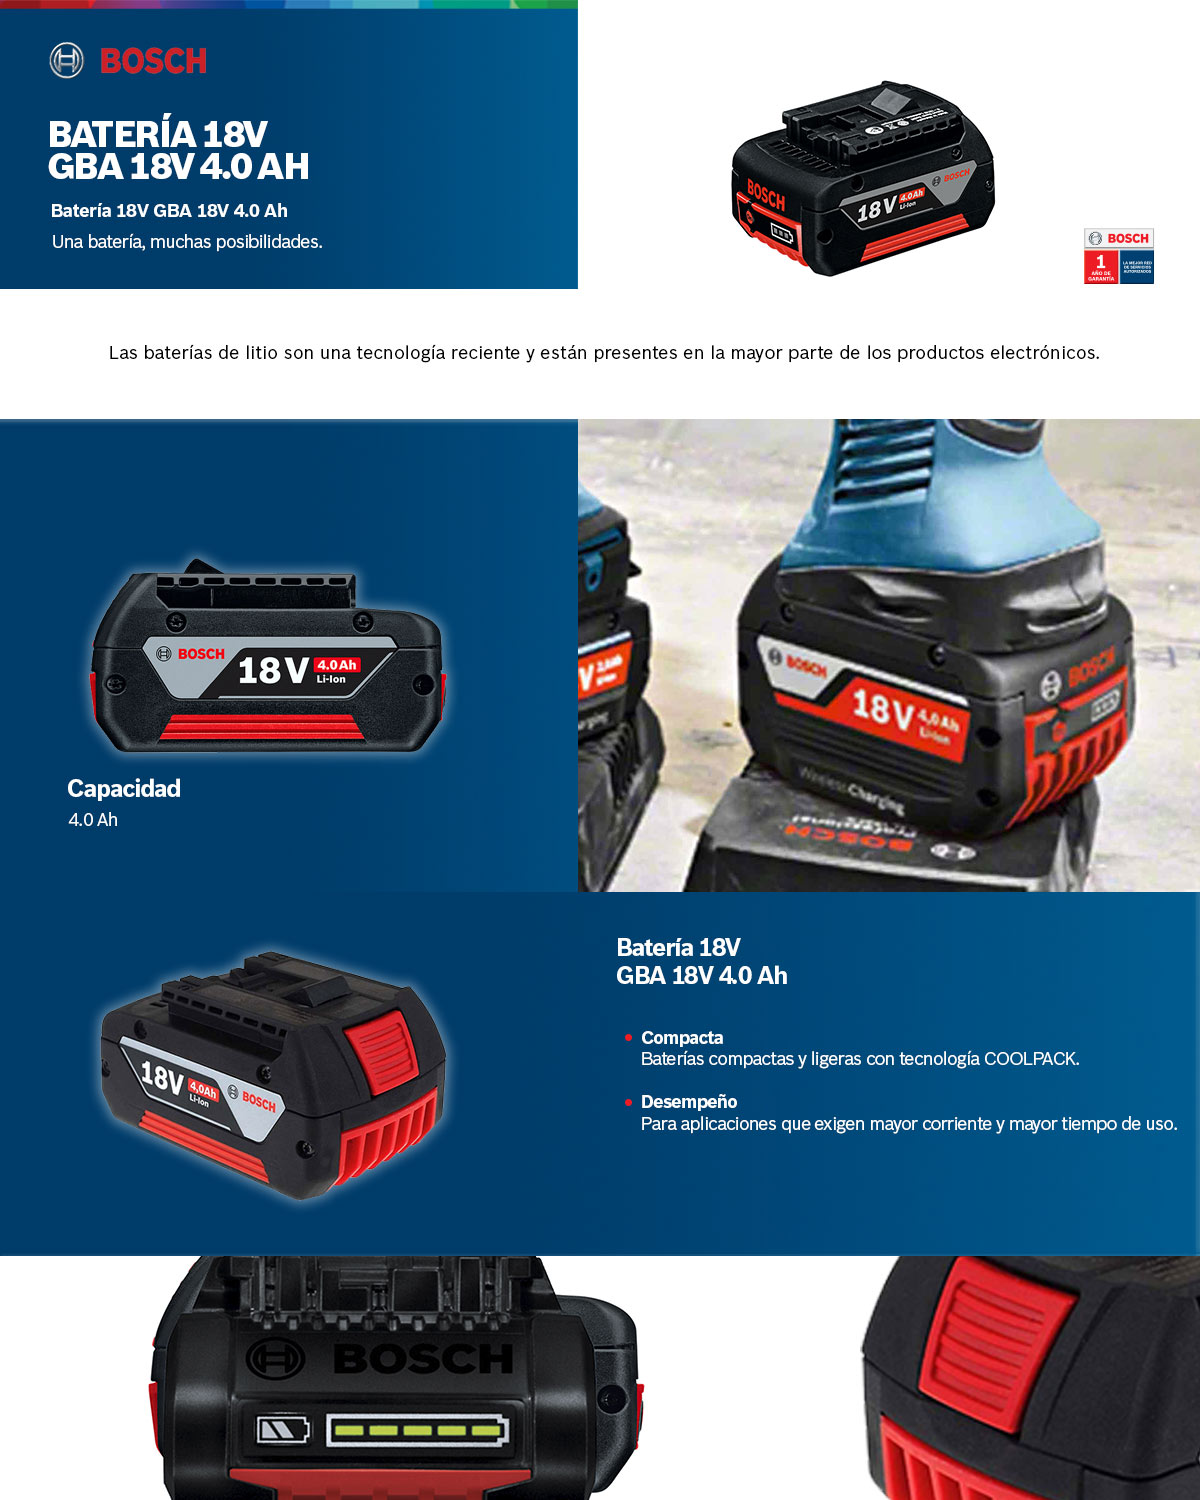 BOSCH
BATERÍA 18V
GBA 18V 4.0 AH
Batería 18V GBA 18V 4.0 Ah
Una batería, muchas posibilidades.
BOSCH
BOSCH
18V 4.0Ah
Li-Ion
BOSCH
1
AÑO DE
GARANTÍA
LA MEJOR RED
DE SERVICIOS
AUTORIZADOS
Las baterías de litio son una tecnología reciente y están presentes en la mayor parte de los productos electrónicos.
BOSCH
18V 4.0Ah
Li-Ion
Capacidad
4.0 Ah
BOSCH
18V 4,0Ah
Li-Ion
BOSCH
Wireless Charging
BOSCH
Professional
Batería 18V
GBA 18V 4.0 Ah
Compacta
Baterías compactas y ligeras con tecnología COOLPACK.
Desempeño
Para aplicaciones que exigen mayor corriente y mayor tiempo de uso.
18V 4,0Ah
Li-Ion
BOSCH
BOSCH